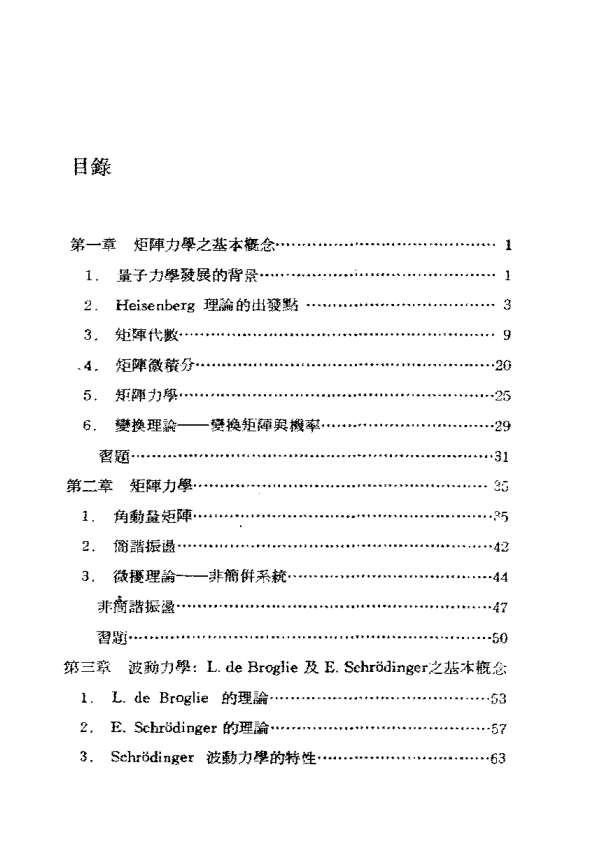 目錄
第一章 矩陣力學之基本概念…… 1
1. 量子力學發展的背景…… 1
2. Heisenberg 理論的出發點 …… 3
3. 矩陣代數…… 9
4. 矩陣微積分……20
5. 矩陣力學……25
6. 變換理論——變換矩陣與機率……29
習題……31
第二章 矩陣力學…… 35
1. 角動量矩陣……35
2. 簡諧振盪……42
3. 微擾理論——非簡併系統……44
非簡諧振盪……47
習題……50
第三章 波動力學: L. de Broglie 及 E. Schrödinger之基本概念
1. L. de Broglie 的理論……53
2. E. Schrödinger 的理論……57
3. Schrödinger 波動力學的特性……63